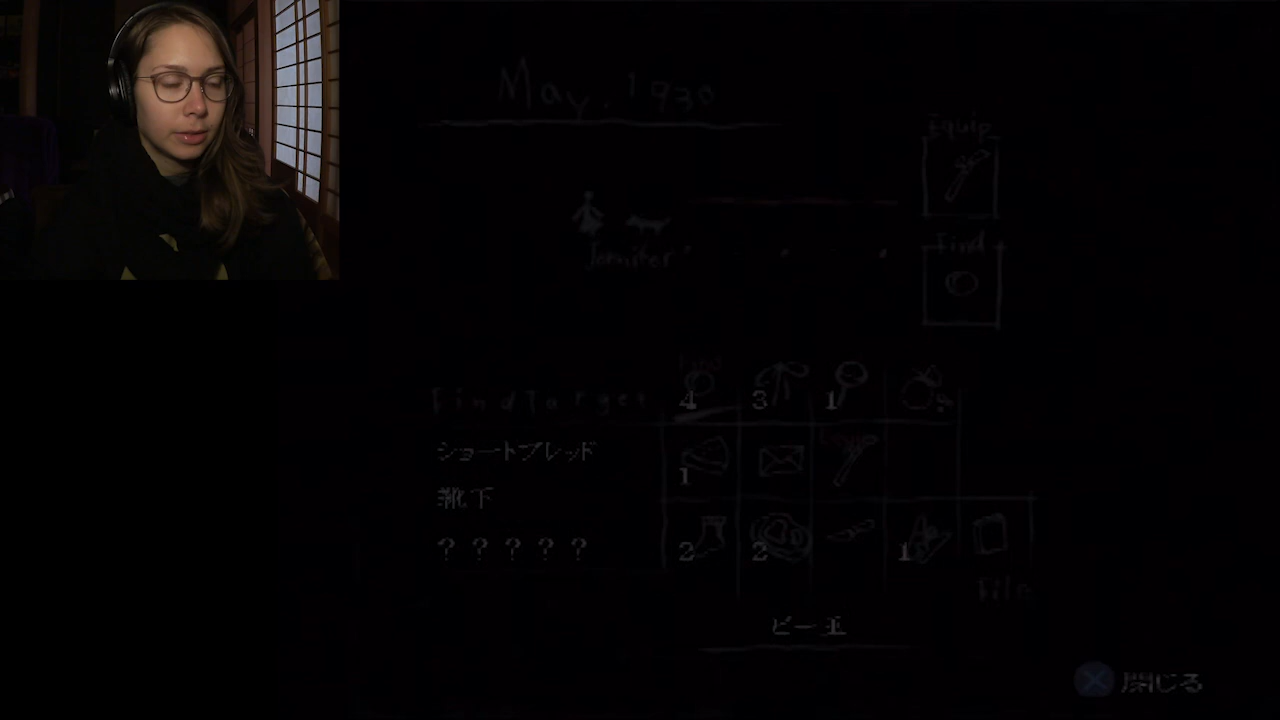 May, 1930
Equip
Jennifer
Find
Find Target
4 3 1
ショートブレッド
1
靴下
？？？？？
2 2 1
File
ビー玉
閉じる